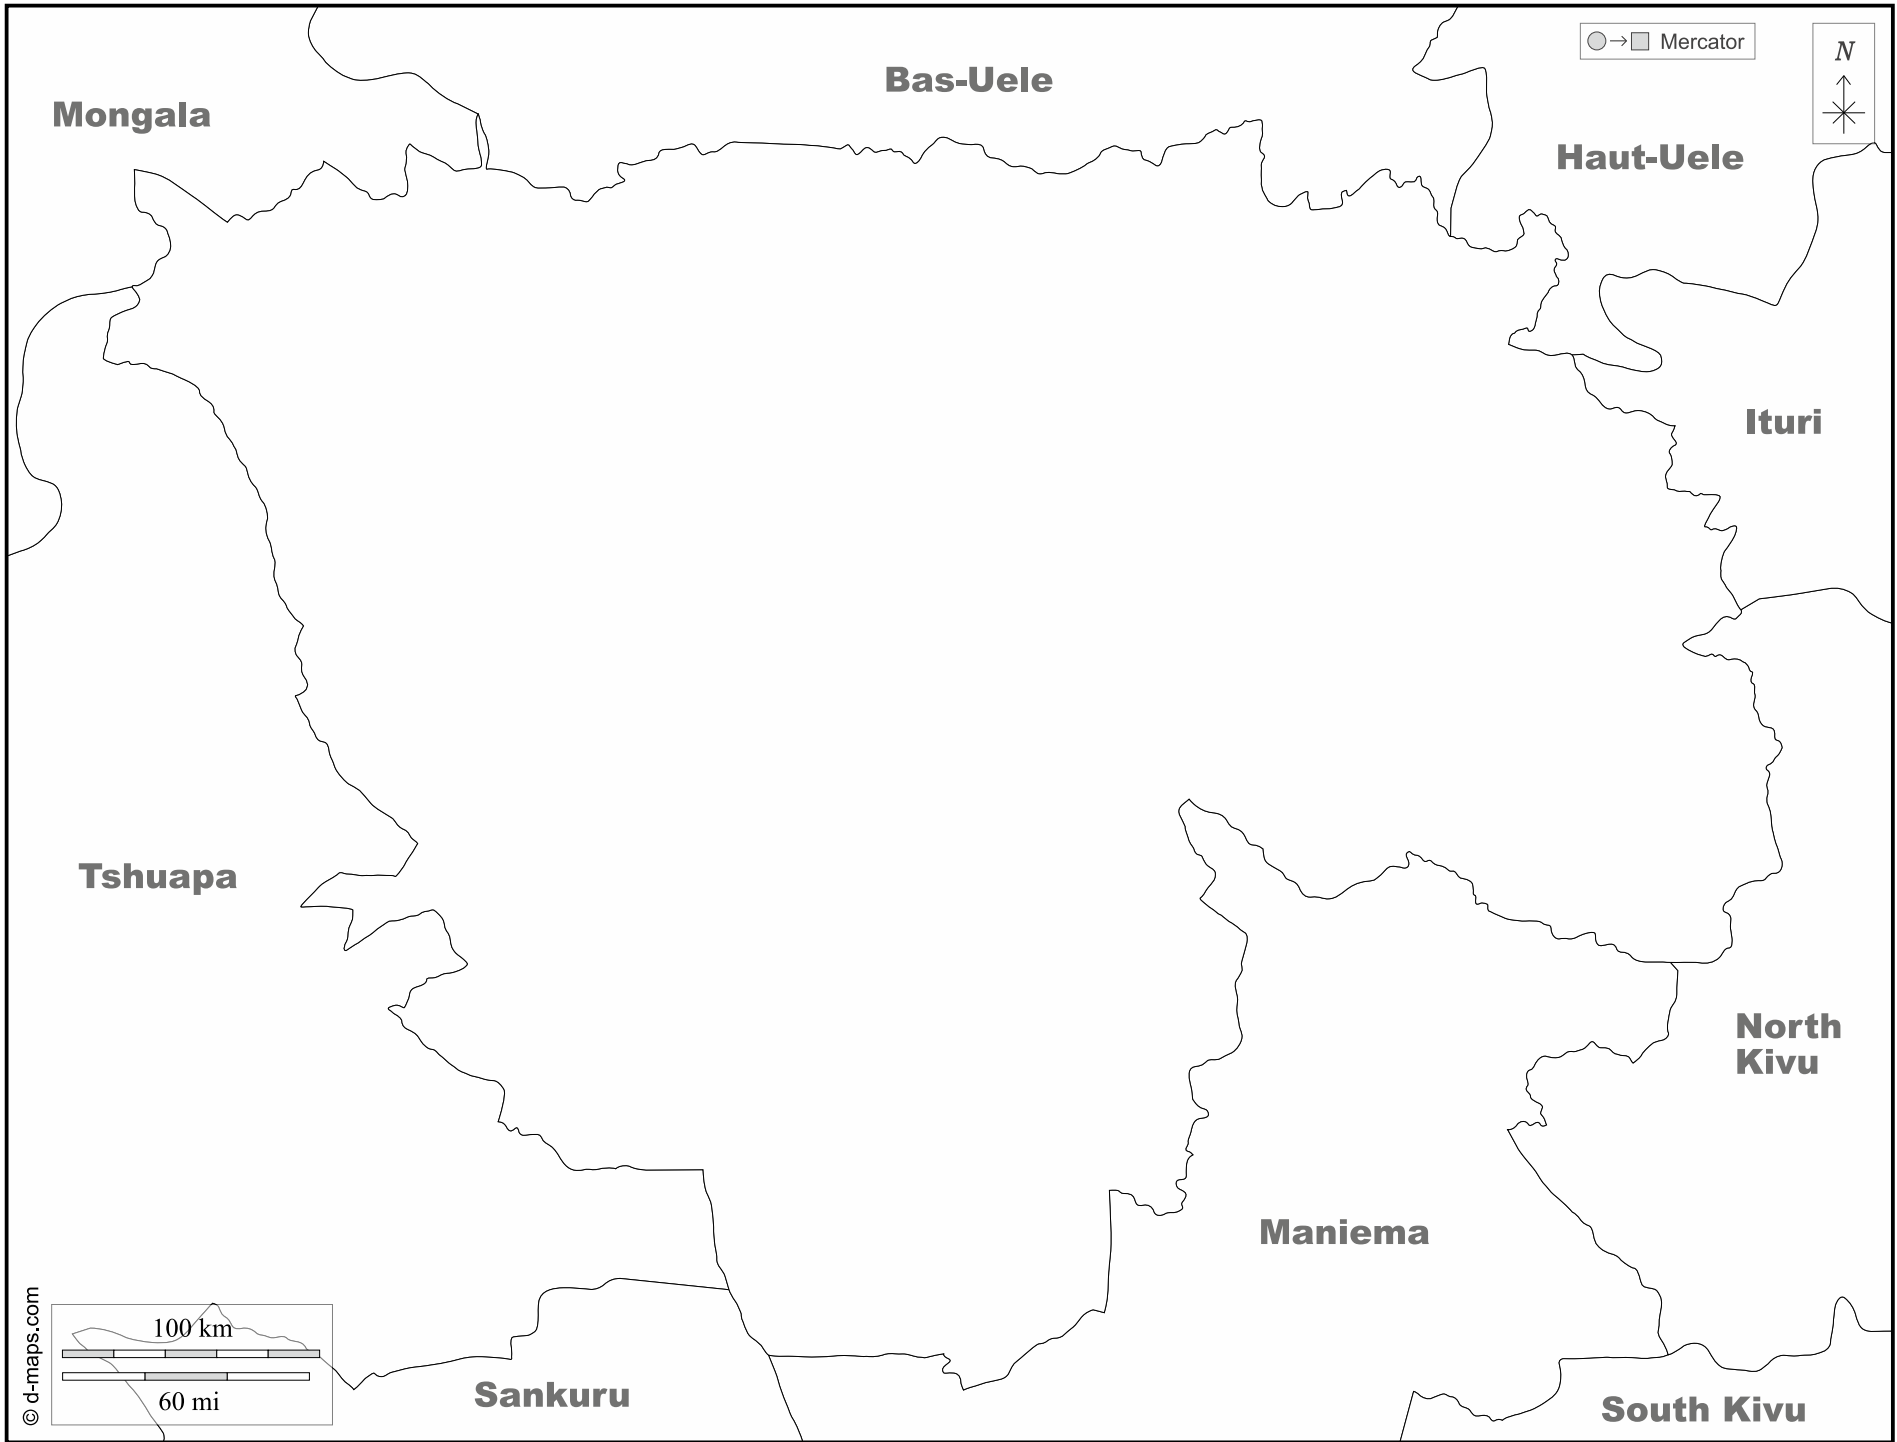 Mercator
N
Bas-Uele
Mongala
Haut-Uele
Ituri
Tshuapa
North
Kivu
Maniema
Sankuru
South Kivu
100 km
60 mi
© d-maps.com